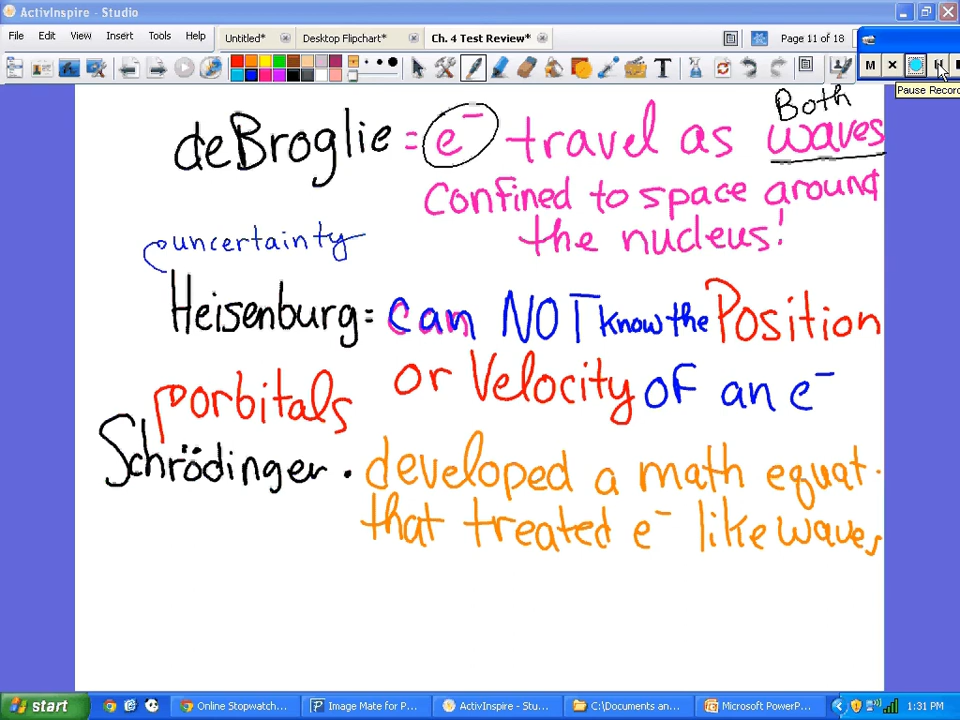 ActivInspire - Studio
File Edit View Insert Tools Help Untitled* Desktop Flipchart* Ch. 4 Test Review* Page 11 of 18
M
Pause Recor
Both
deBroglie = e⁻ travel as waves
confined to space around
the nucleus!
uncertainty
Heisenburg = can NOT know the Position
or Velocity of an e⁻
orbitals
Schrödinger · developed a math equat.
that treated e⁻ like waves
start Online Stopwatch... Image Mate for P... ActivInspire - Stu... C:\Documents an... Microsoft PowerP... 1:31 PM